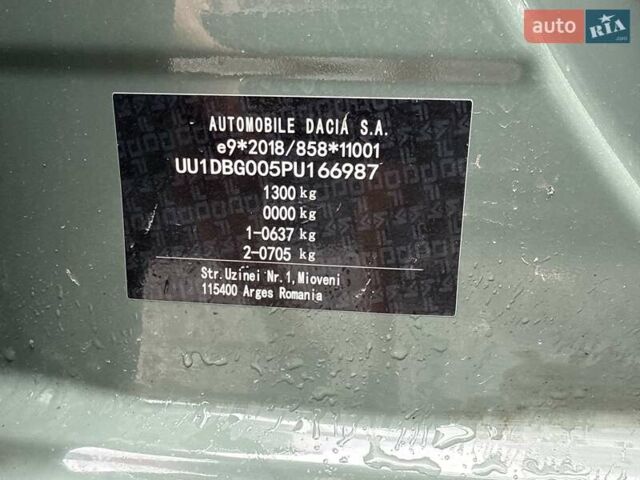 auto RIA.com
AUTOMOBILE DACIA S.A.
e9*2018/858*11001
UU1DBG005PU166987
1300 kg
0000 kg
1-0637 kg
2-0705 kg
Str.Uzinei Nr.1,Mioveni
115400 Arges Romania